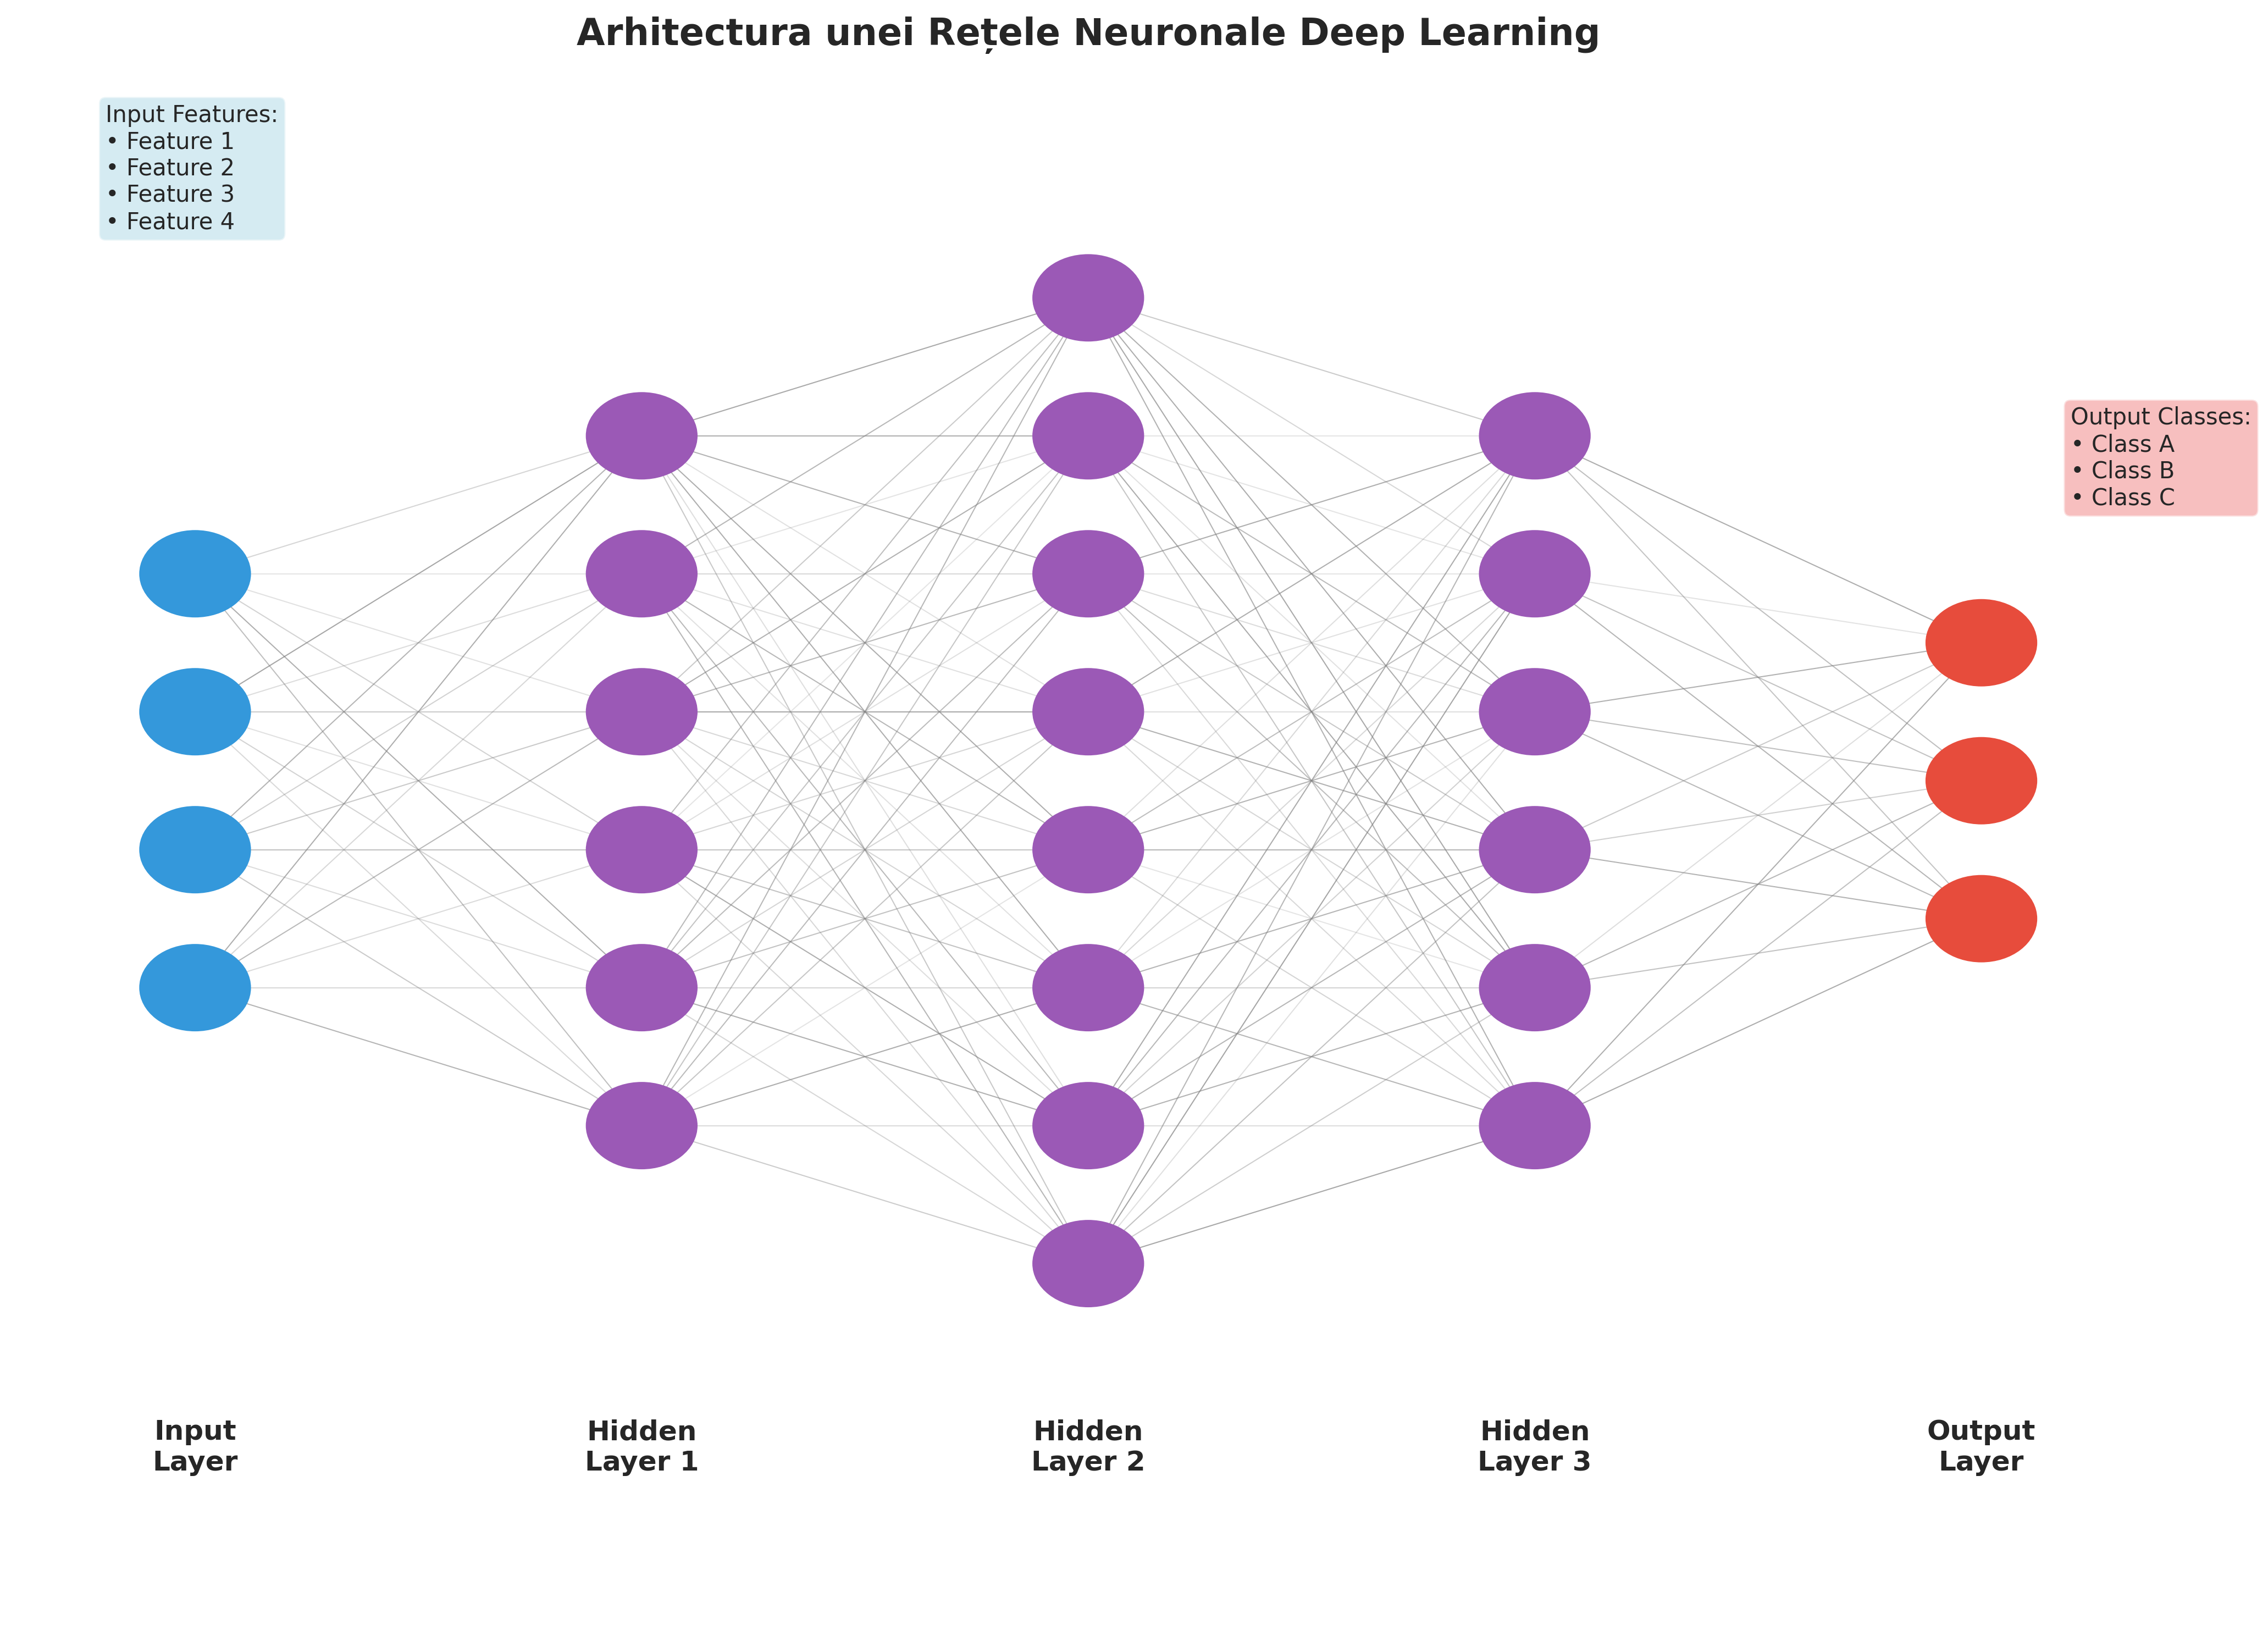 Arhitectura unei Rețele Neuronale Deep Learning
Input Features:
• Feature 1
• Feature 2
• Feature 3
• Feature 4
Output Classes:
• Class A
• Class B
• Class C
Input
Layer
Hidden
Layer 1
Hidden
Layer 2
Hidden
Layer 3
Output
Layer